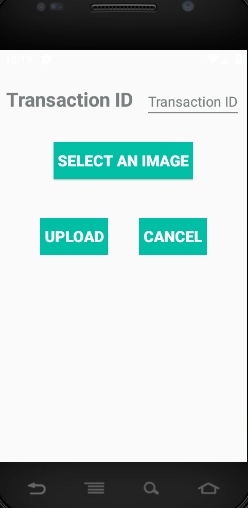 Transaction ID Transaction ID
SELECT AN IMAGE
UPLOAD CANCEL